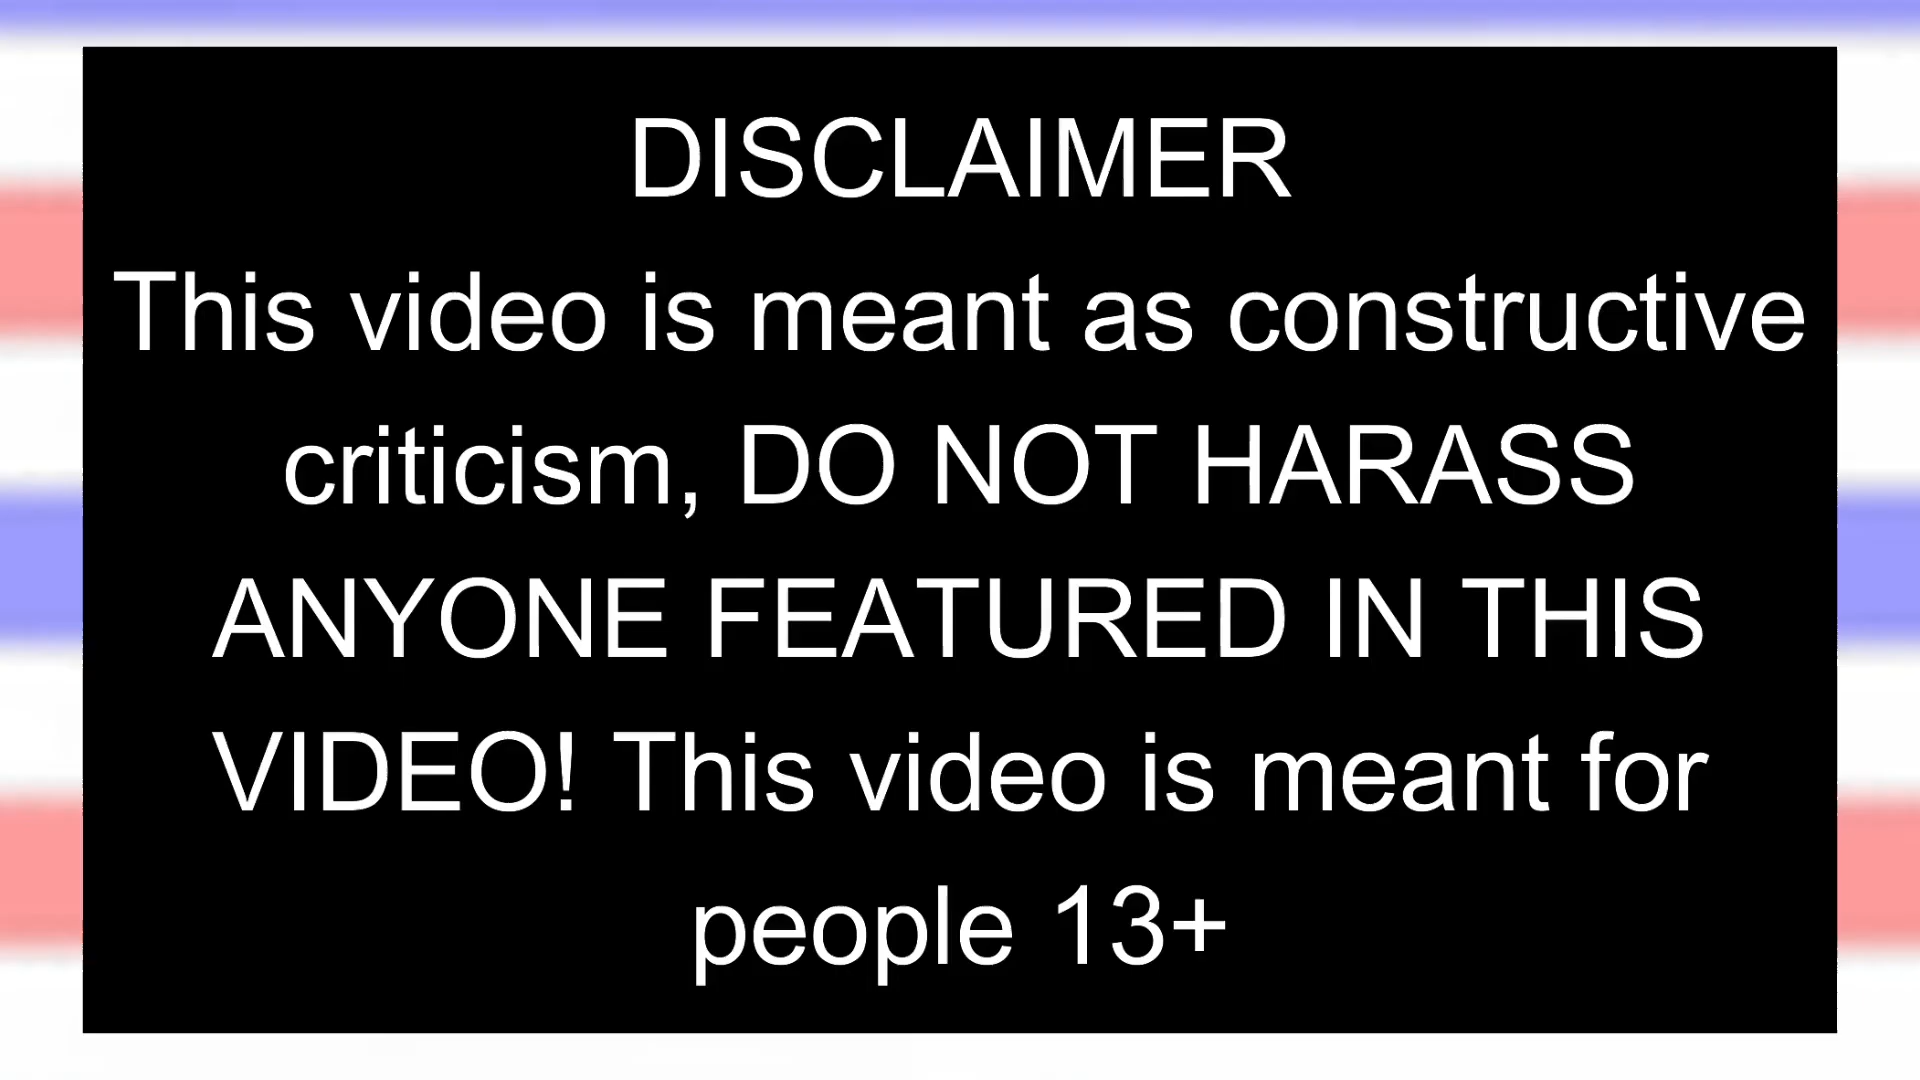 DISCLAIMER
This video is meant as constructive
criticism, DO NOT HARASS
ANYONE FEATURED IN THIS
VIDEO! This video is meant for
people 13+